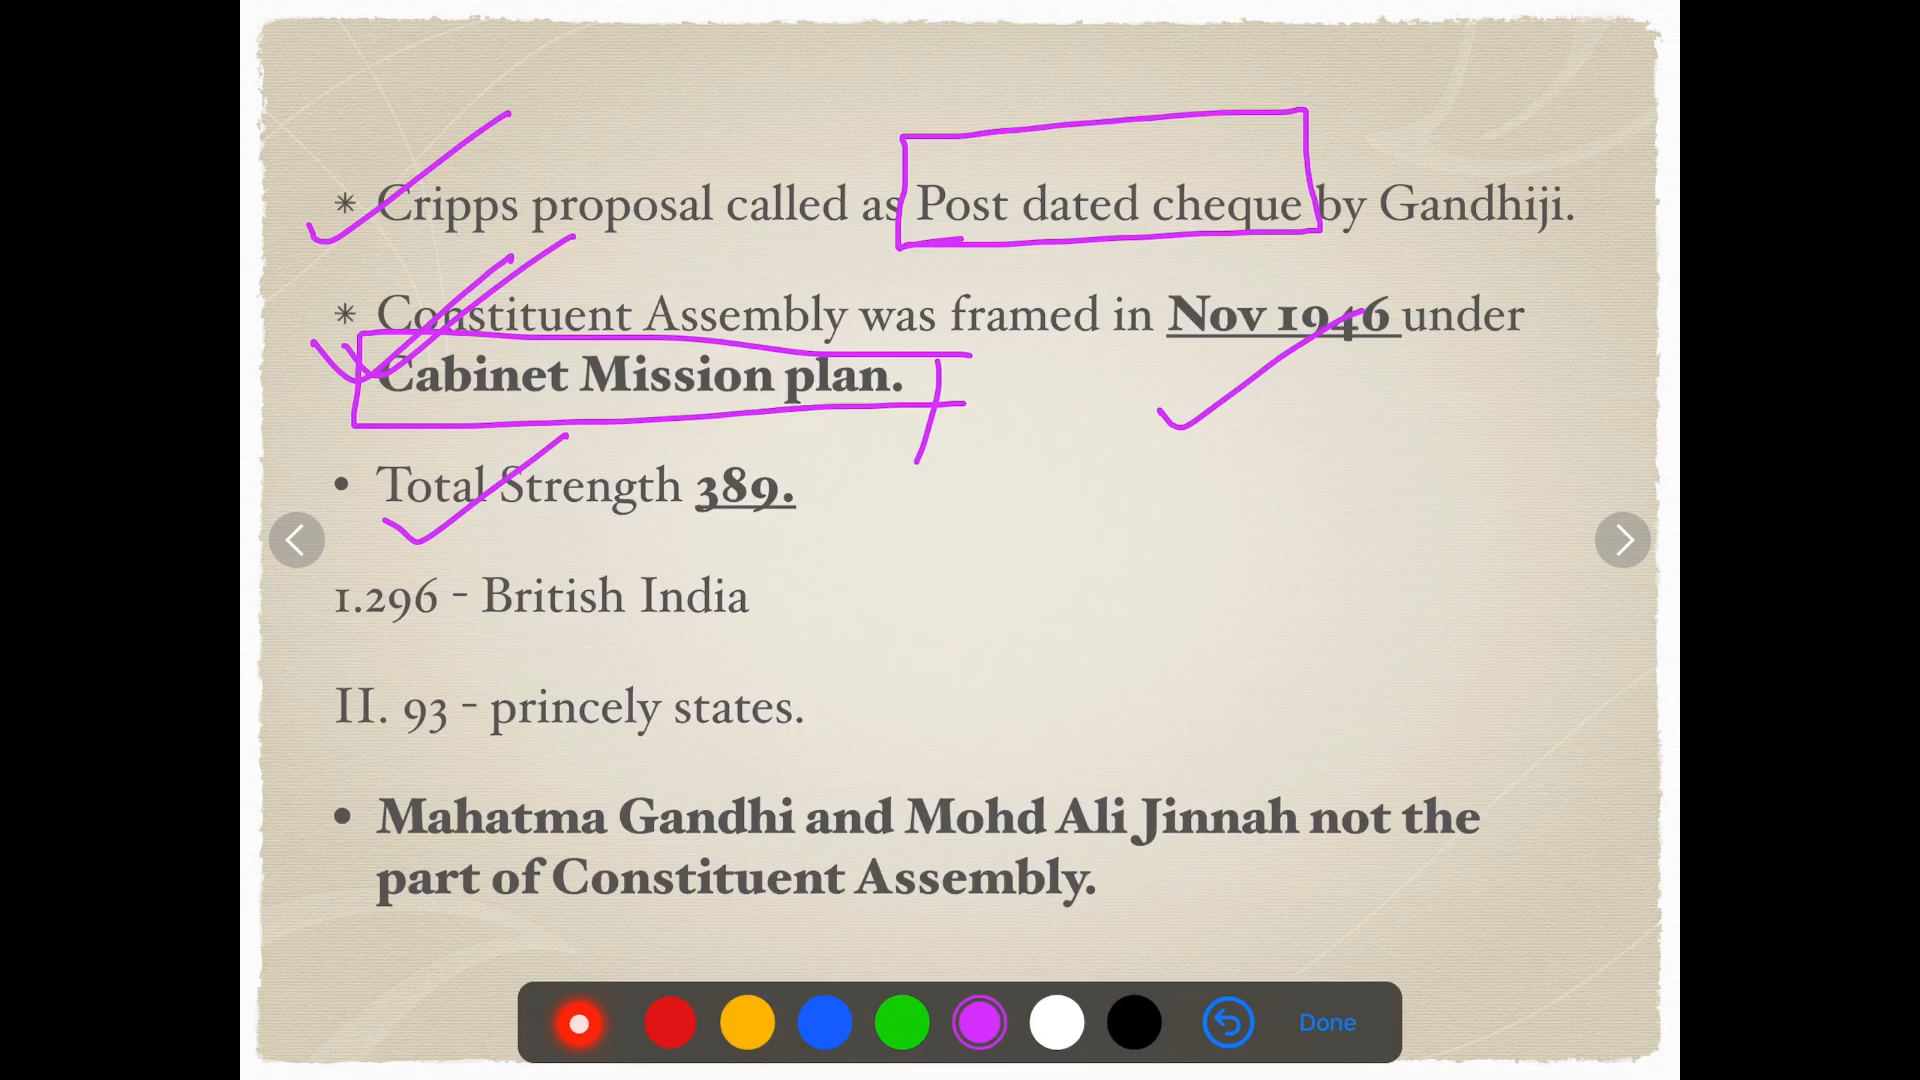 * Cripps proposal called as Post dated cheque by Gandhiji.
* Constituent Assembly was framed in Nov 1946 under
Cabinet Mission plan.
• Total Strength 389.
1.296 - British India
II. 93 - princely states.
• Mahatma Gandhi and Mohd Ali Jinnah not the
part of Constituent Assembly.
Done